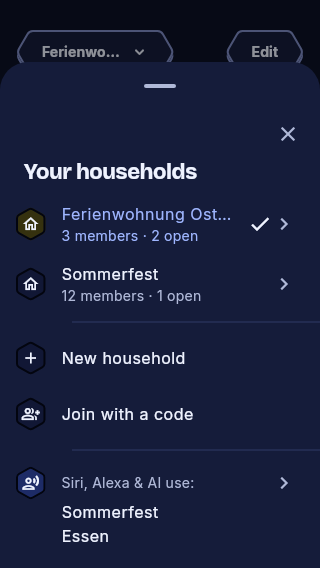 Ferienwo...
Edit
Your households
Ferienwohnung Ost...
3 members · 2 open
Sommerfest
12 members · 1 open
New household
Join with a code
Siri, Alexa & AI use:
Sommerfest
Essen